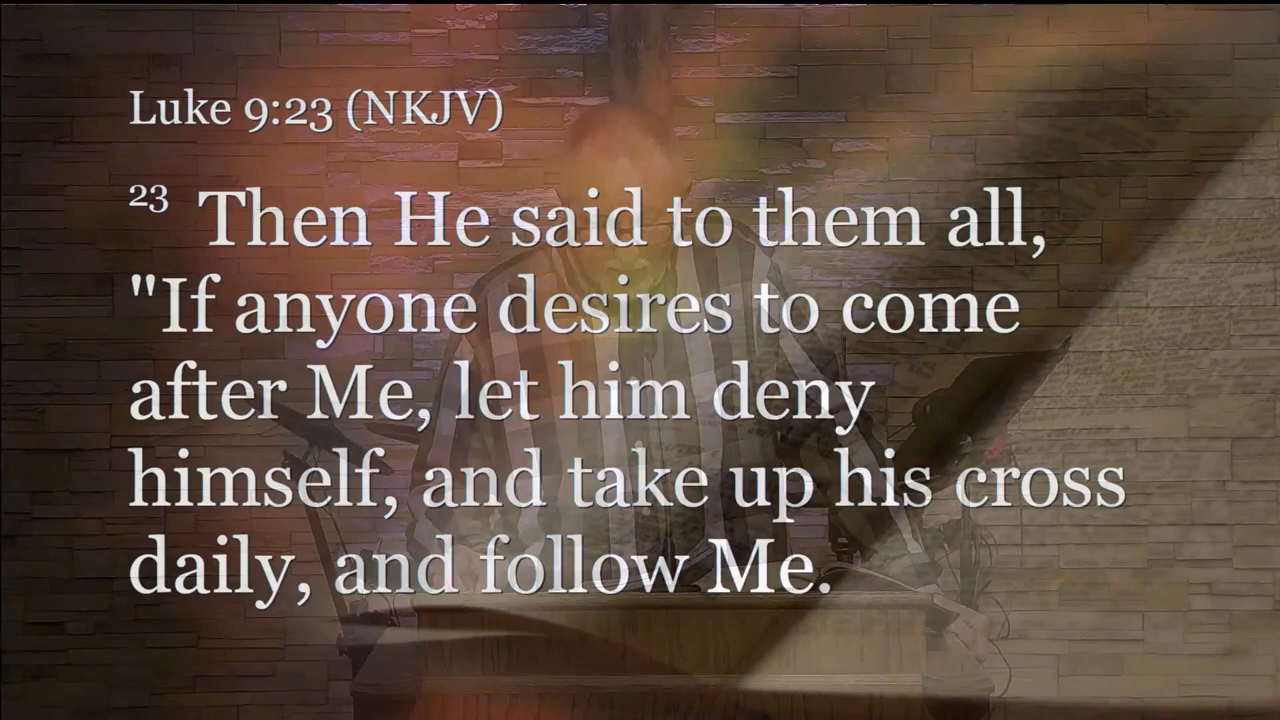 Luke 9:23 (NKJV)
23 Then He said to them all,
"If anyone desires to come
after Me, let him deny
himself, and take up his cross
daily, and follow Me.